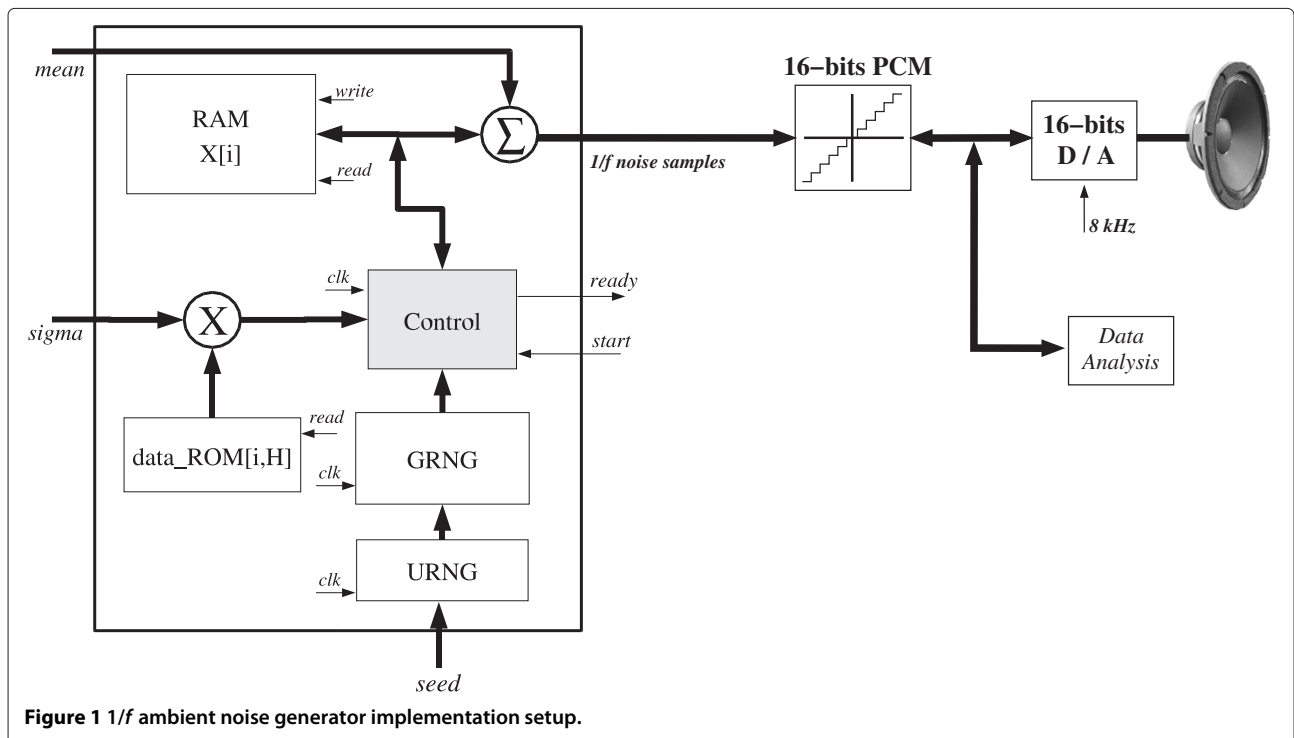 mean
RAM
X[i]
write
read
Σ
1/f noise samples
16−bits PCM
16−bits
D / A
8 kHz
clk
Control
ready
start
sigma
X
read
data_ROM[i,H]
GRNG
clk
URNG
clk
seed
Data
Analysis
Figure 1 1/f ambient noise generator implementation setup.